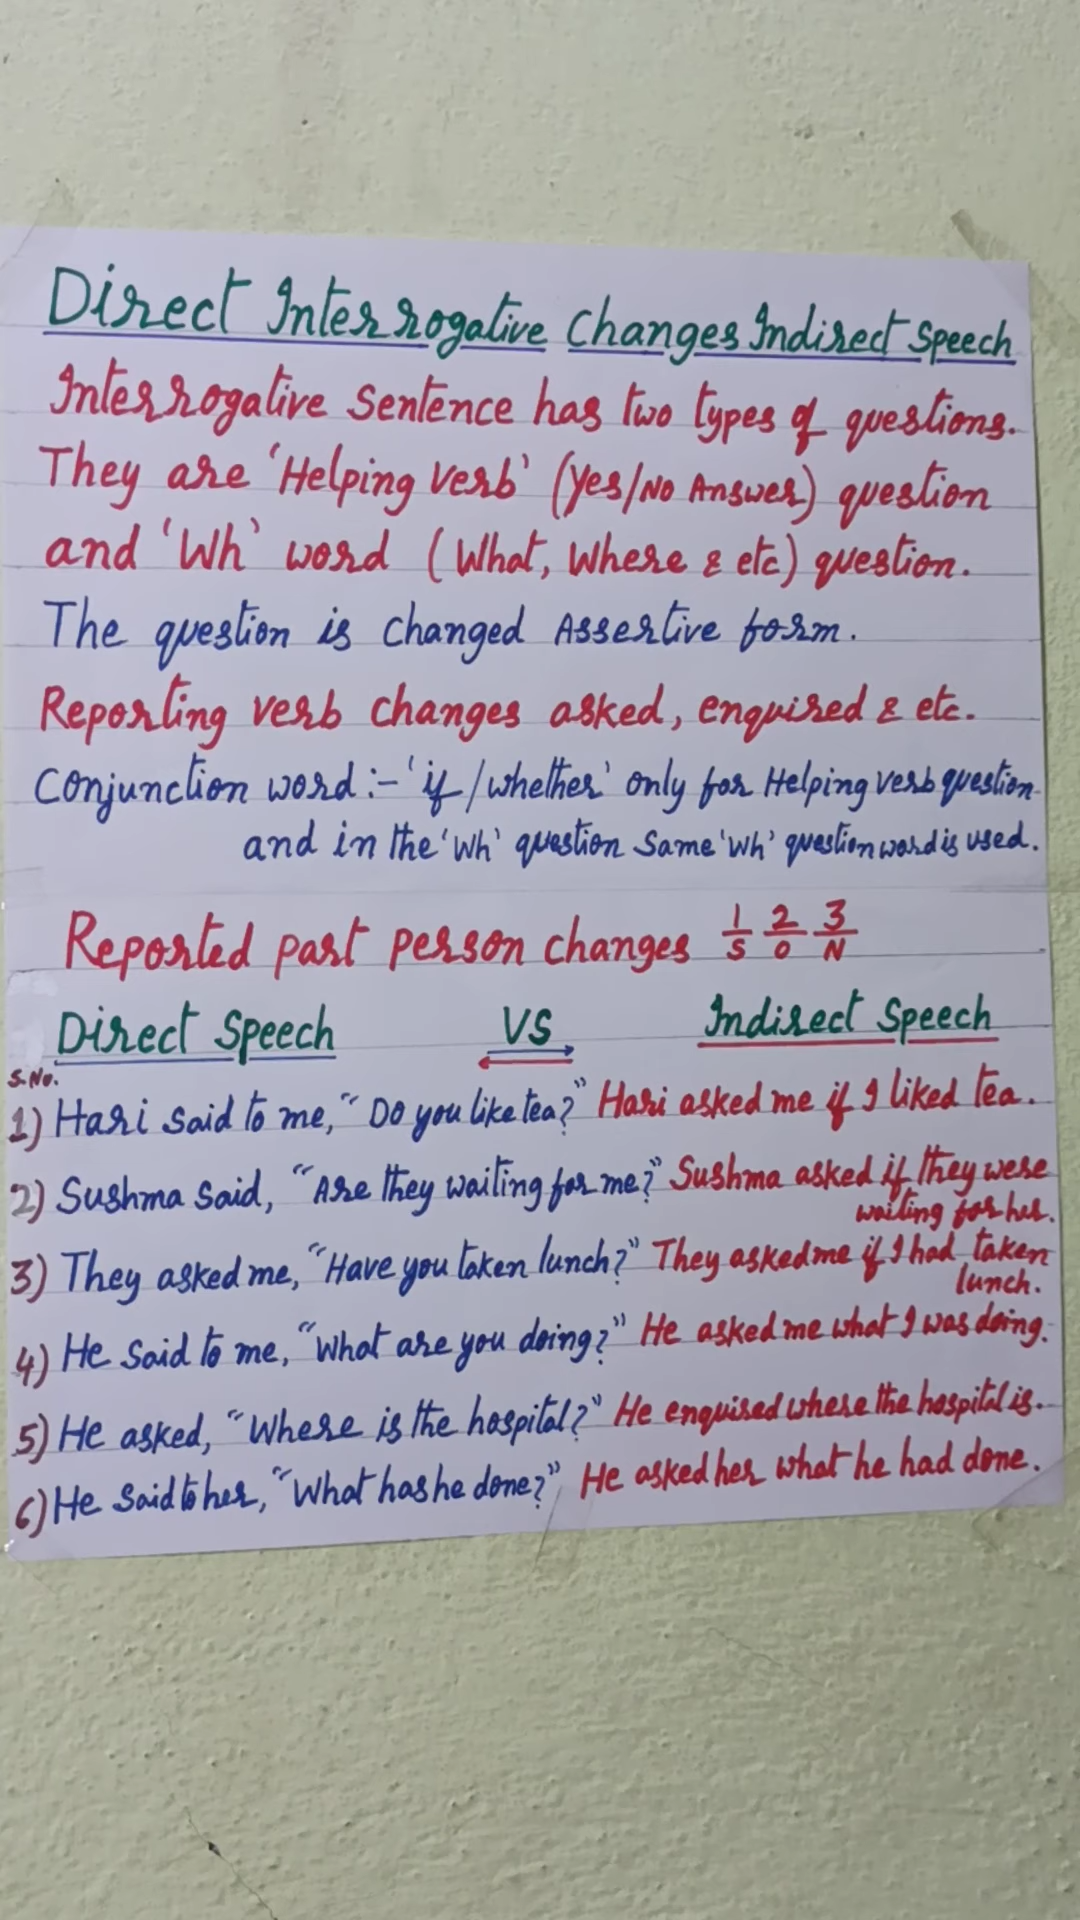 Direct Interrogative Changes Indirect Speech
Interrogative Sentence has two types of questions.
They are 'Helping verb' (Yes/No Answer) question
and 'Wh' word (What, Where & etc) question.
The question is changed Assertive form.
Reporting verb changes asked, enquired & etc.
Conjunction word :- 'if/whether' only for Helping verb question
and in the 'Wh' question Same 'Wh' question word is used.
Reported part person changes 1/S 2/O 3/N
Direct Speech VS Indirect Speech
S.No.
1) Hari Said to me, "Do you like tea?" Hari asked me if I liked tea.
2) Sushma Said, "Are they waiting for me?" Sushma asked if they were
waiting for her.
3) They asked me, "Have you taken lunch?" They asked me if I had taken
lunch.
4) He Said to me, "What are you doing?" He asked me what I was doing.
5) He asked, "Where is the hospital?" He enquired where the hospital is.
6) He Said to her, "What has he done?" He asked her what he had done.